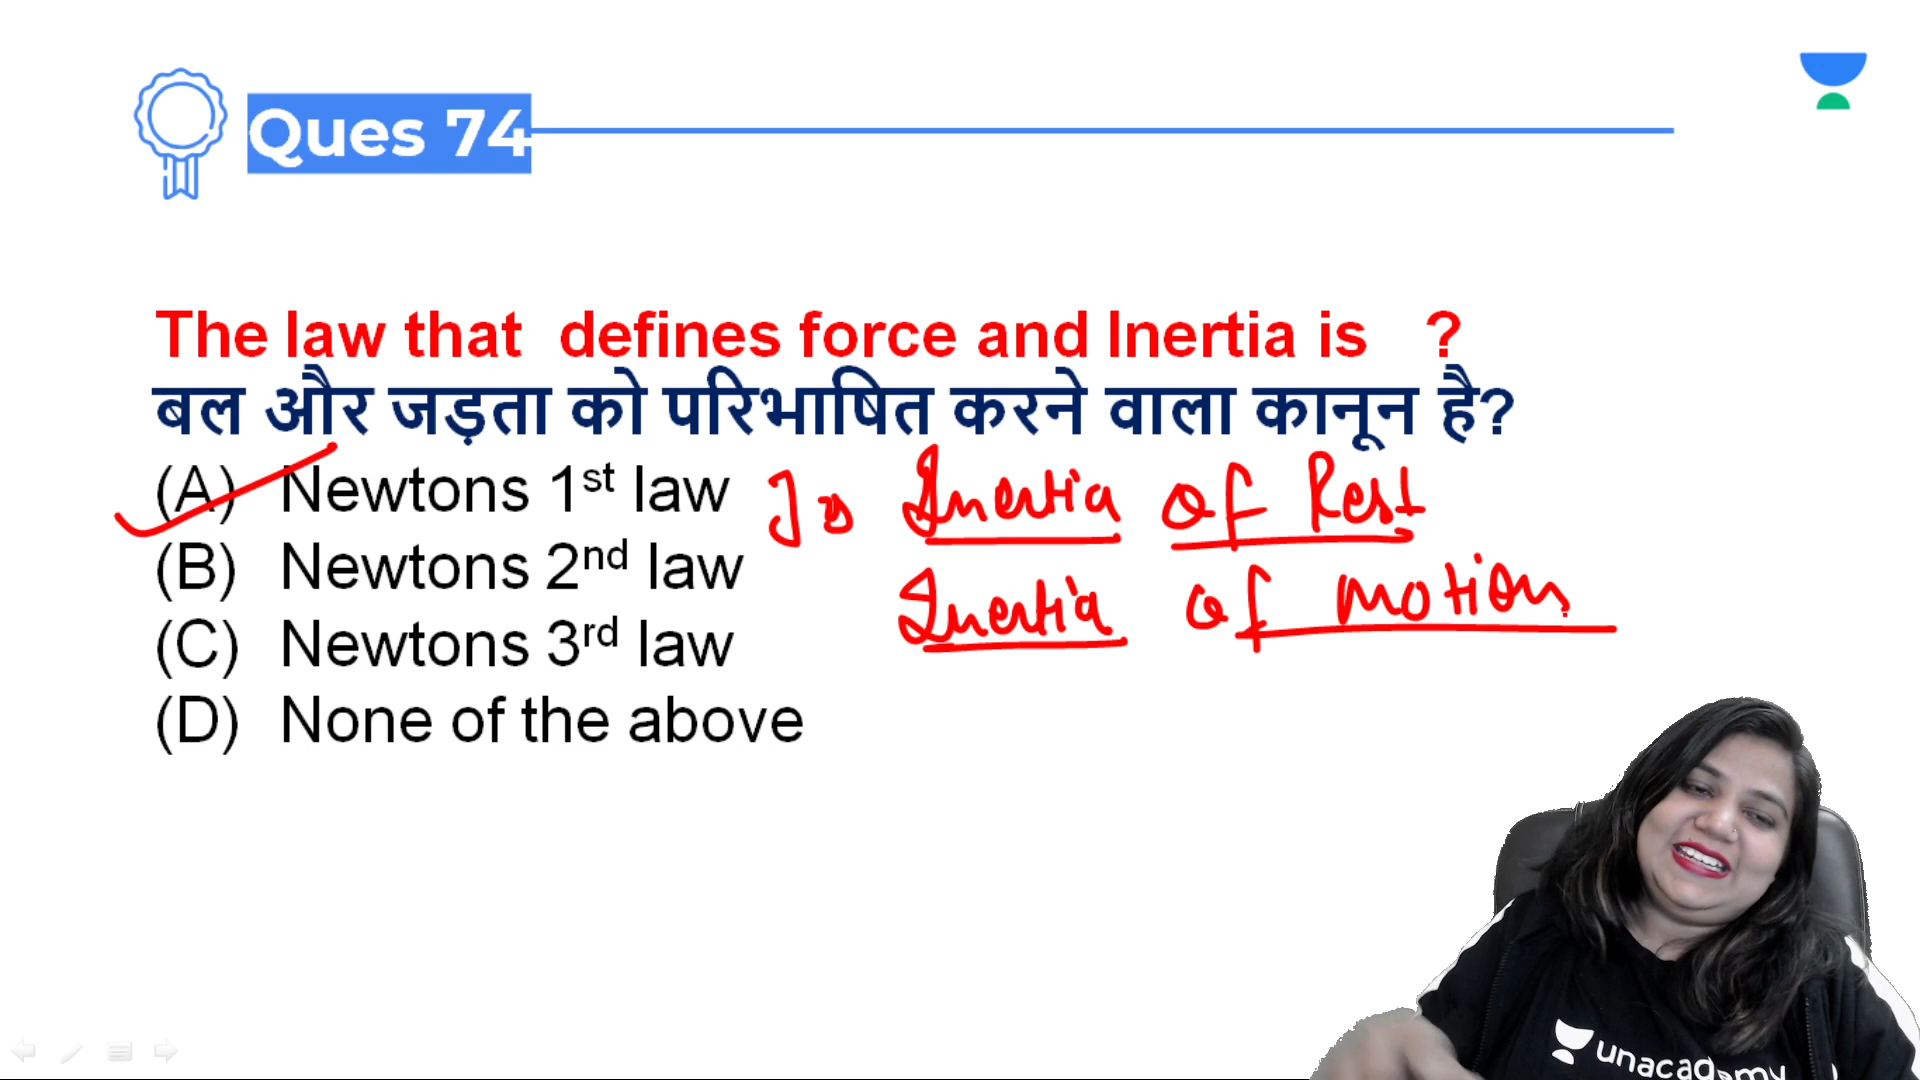 Ques 74
The law that defines force and Inertia is ?
बल और जड़ता को परिभाषित करने वाला कानून है?
(A) Newtons 1st law
Inertia of Rest
(B) Newtons 2nd law
Inertia of motion
(C) Newtons 3rd law
(D) None of the above
unacademy